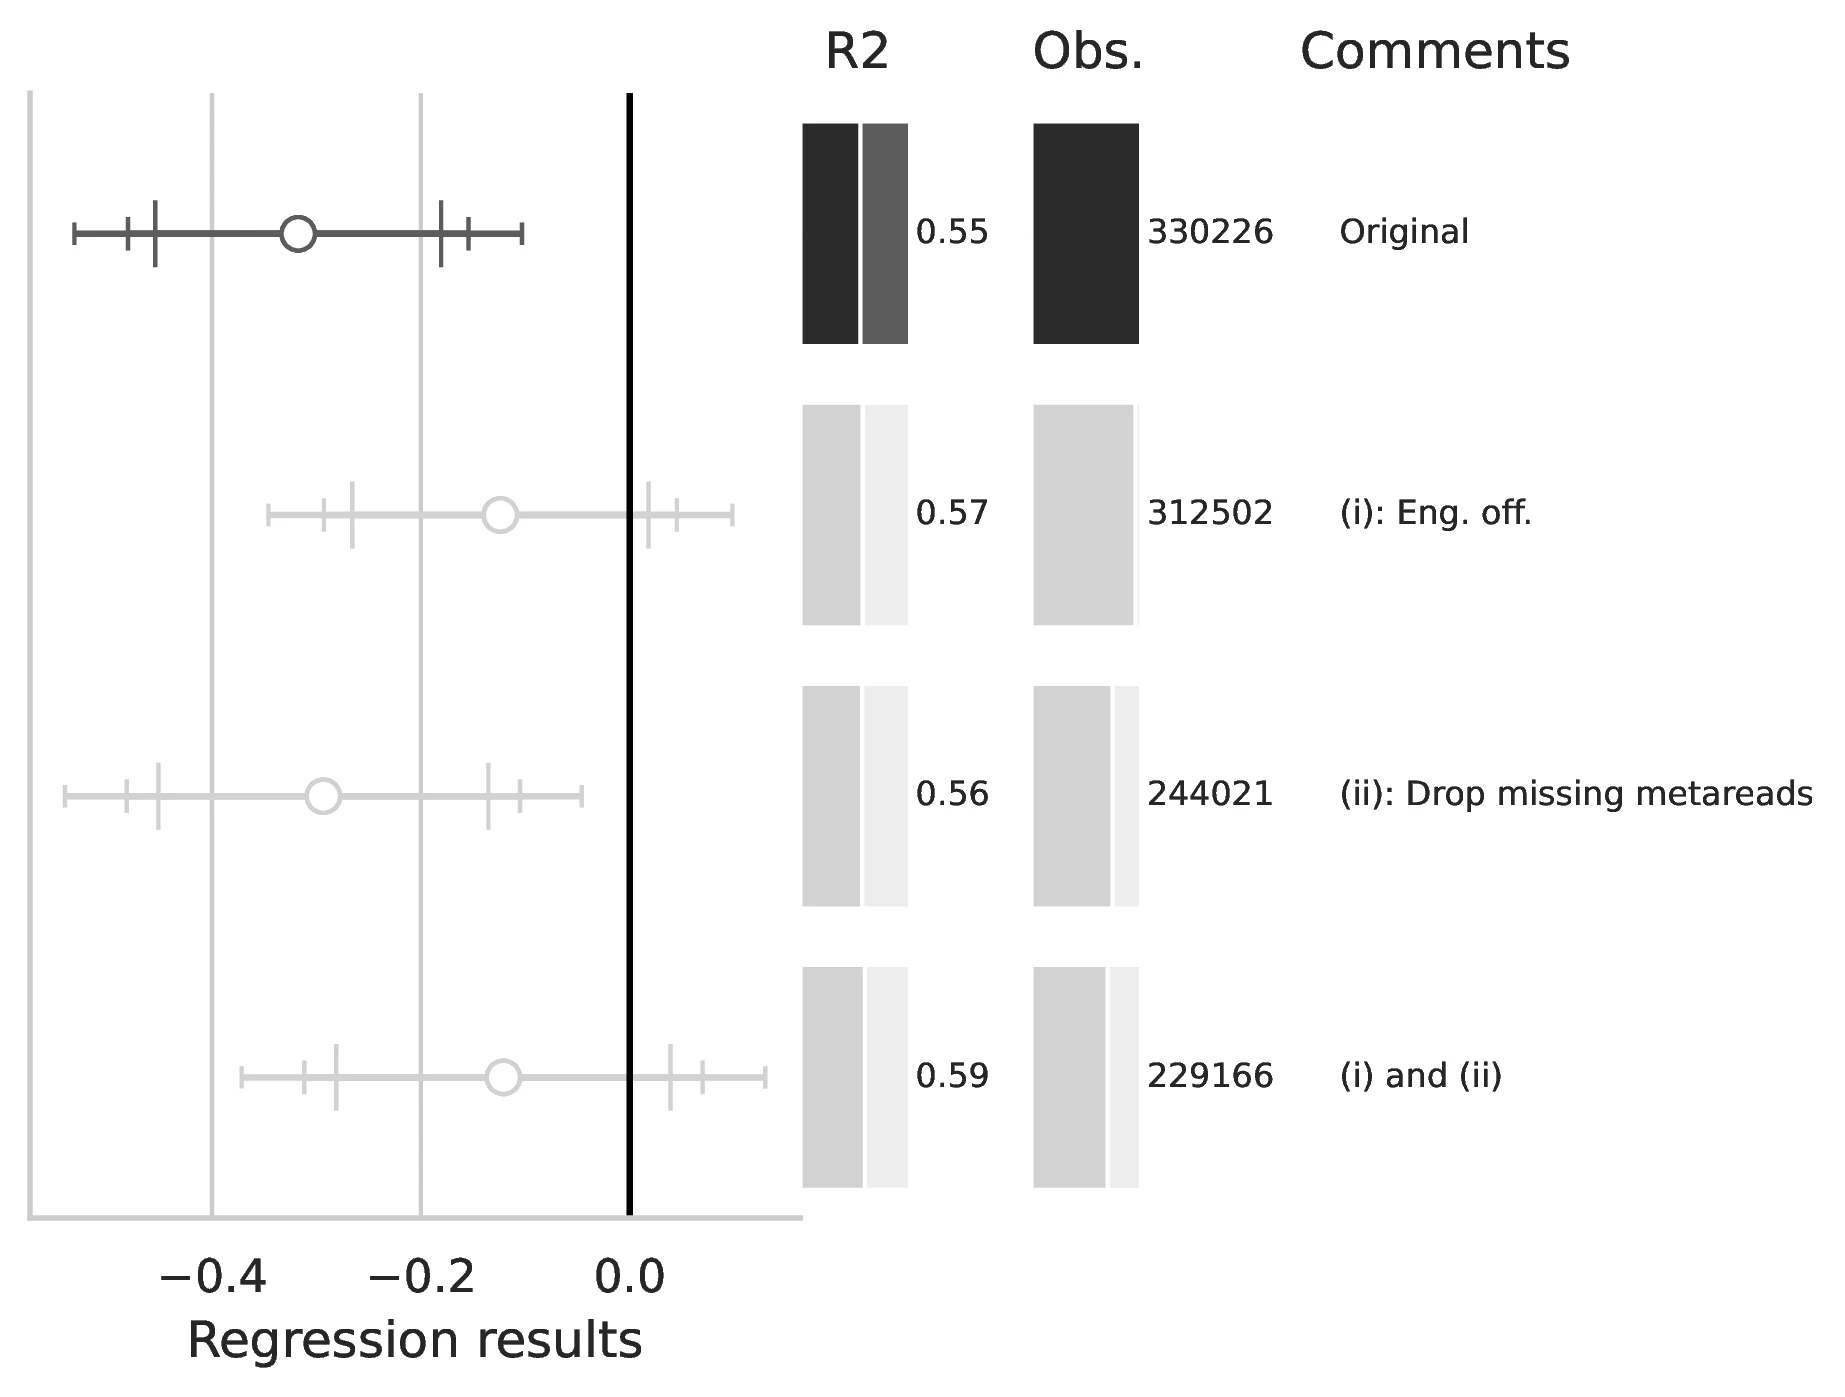 R2 Obs. Comments
0.55 330226 Original
0.57 312502 (i): Eng. off.
0.56 244021 (ii): Drop missing metareads
0.59 229166 (i) and (ii)
−0.4 −0.2 0.0
Regression results